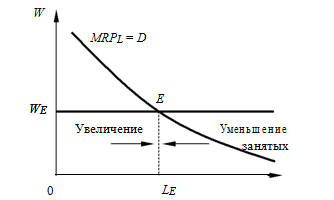 W
MRPL = D
E
WE
Увеличение Уменьшение
занятых
0 LE